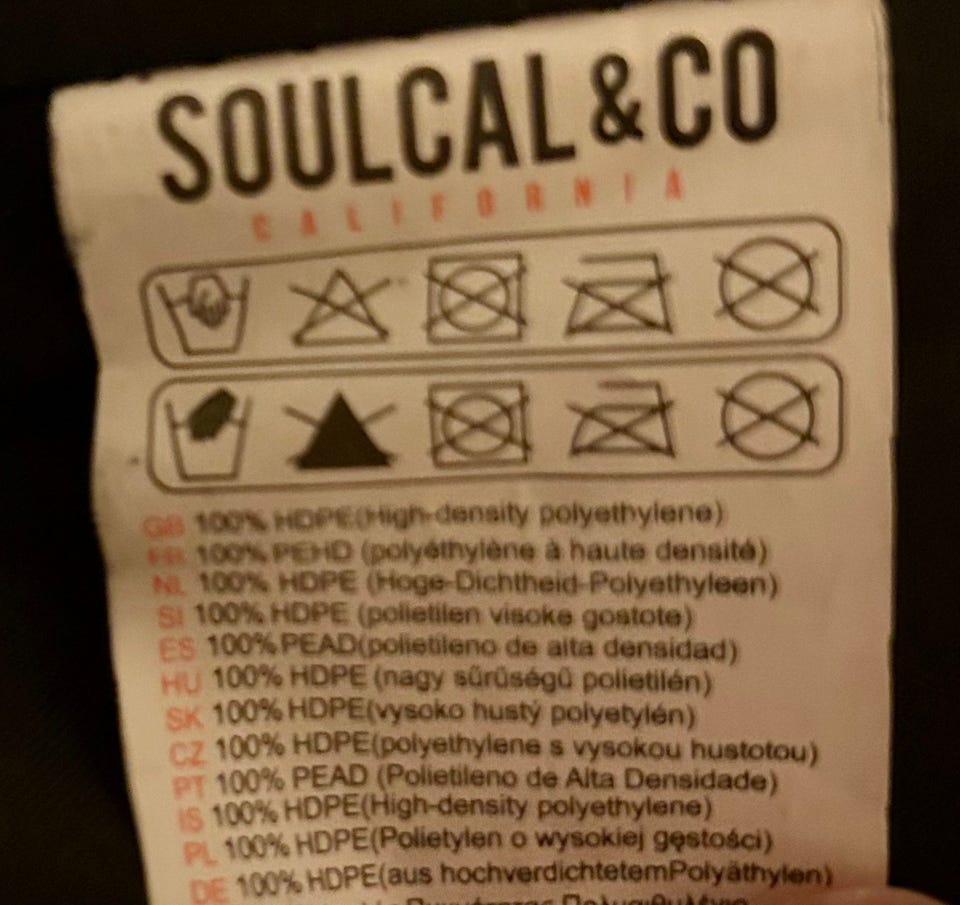 SOULCAL&CO
CALIFORNIA
GB 100% HDPE(High-density polyethylene)
FR 100% PEHD (polyéthylène à haute densité)
NL 100% HDPE (Hoge-Dichtheid-Polyethyleen)
SI 100% HDPE (polietilen visoke gostote)
ES 100% PEAD(polietileno de alta densidad)
HU 100% HDPE (nagy sűrűségű polietilén)
SK 100% HDPE(vysoko hustý polyetylén)
CZ 100% HDPE(polyethylene s vysokou hustotou)
PT 100% PEAD (Polietileno de Alta Densidade)
IS 100% HDPE(High-density polyethylene)
PL 100% HDPE(Polietylen o wysokiej gęstości)
DE 100% HDPE(aus hochverdichtetemPolyäthylen)